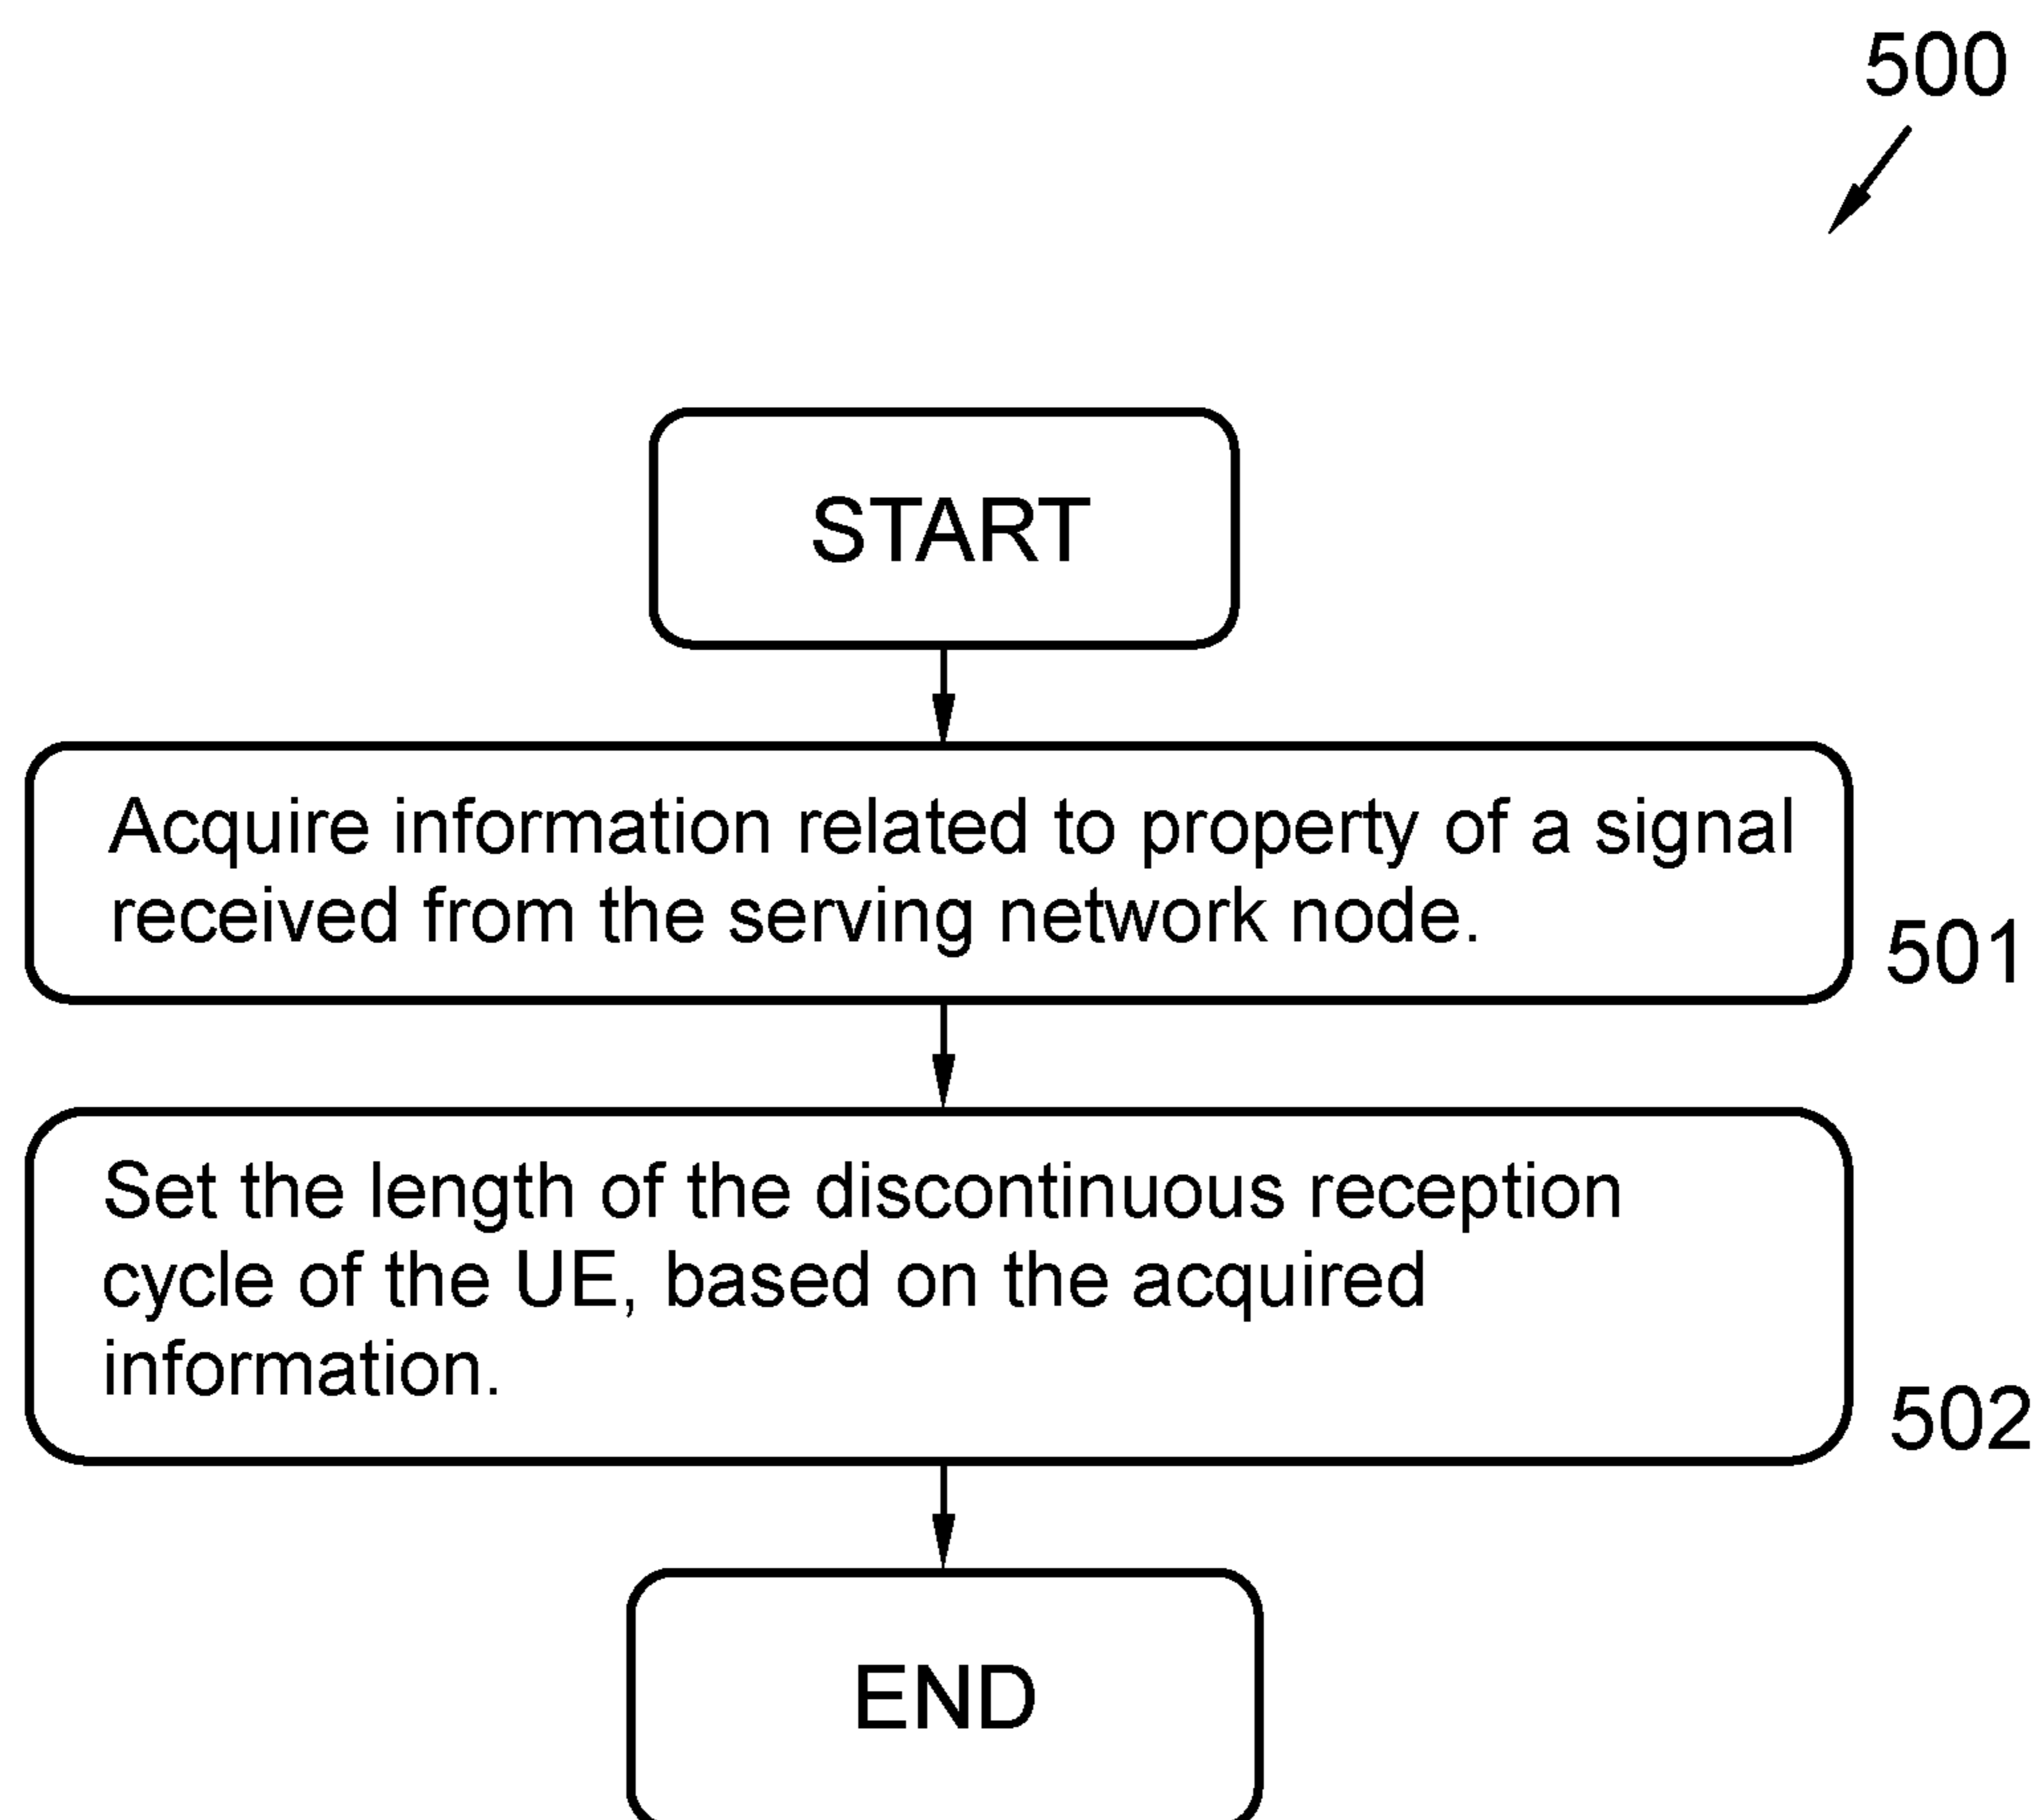 500
START
Acquire information related to property of a signal
received from the serving network node.
501
Set the length of the discontinuous reception
cycle of the UE, based on the acquired
information.
502
END